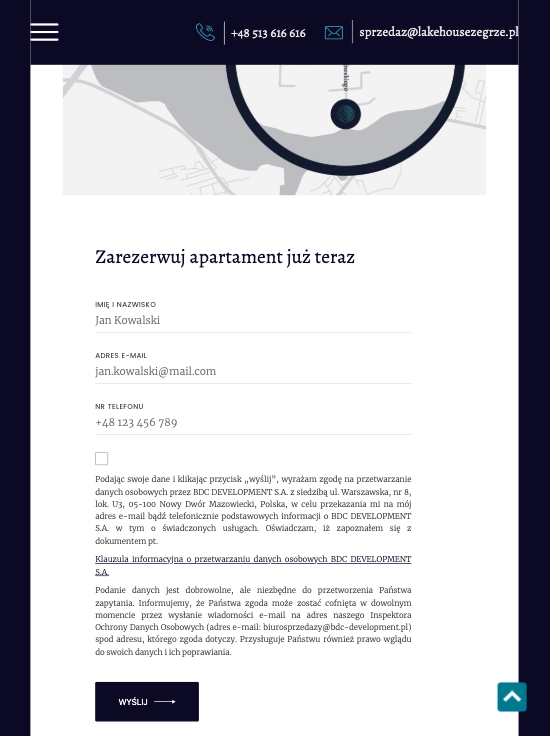 +48 513 616 616
sprzedaz@lakehousezegrze.pl
Zarezerwuj apartament już teraz
IMIĘ I NAZWISKO
Jan Kowalski
ADRES E-MAIL
jan.kowalski@mail.com
NR TELEFONU
+48 123 456 789
Podając swoje dane i klikając przycisk „wyślij”, wyrażam zgodę na przetwarzanie
danych osobowych przez BDC DEVELOPMENT S.A. z siedzibą ul. Warszawska, nr 8,
lok. U3, 05-100 Nowy Dwór Mazowiecki, Polska, w celu przekazania mi na mój
adres e-mail bądź telefonicznie podstawowych informacji o BDC DEVELOPMENT
S.A. w tym o świadczonych usługach. Oświadczam, iż zapoznałem się z
dokumentem pt.
Klauzula informacyjna o przetwarzaniu danych osobowych BDC DEVELOPMENT
S.A.
Podanie danych jest dobrowolne, ale niezbędne do przetworzenia Państwa
zapytania. Informujemy, że Państwa zgoda może zostać cofnięta w dowolnym
momencie przez wysłanie wiadomości e-mail na adres naszego Inspektora
Ochrony Danych Osobowych (adres e-mail: biurosprzedazy@bdc-development.pl)
spod adresu, którego zgoda dotyczy. Przysługuje Państwu również prawo wglądu
do swoich danych i ich poprawiania.
WYŚLIJ